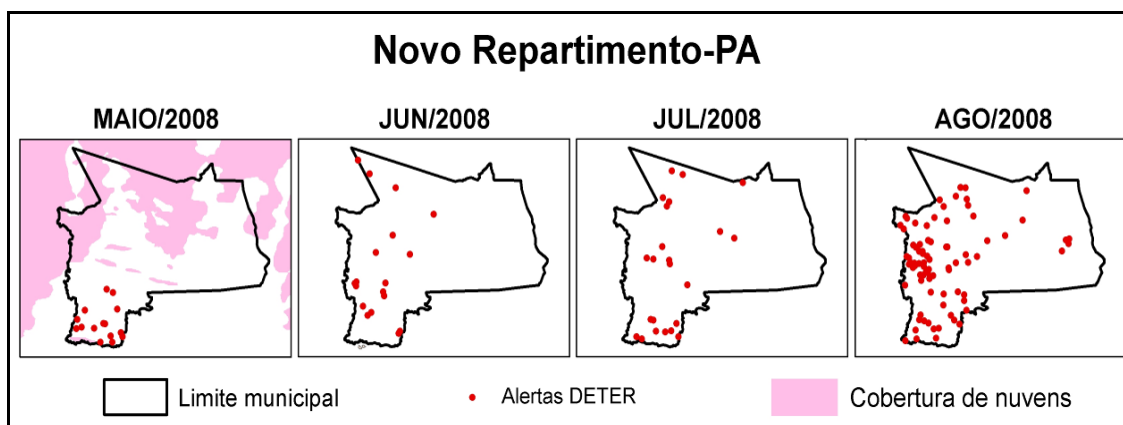 Novo Repartimento-PA
MAIO/2008 JUN/2008 JUL/2008 AGO/2008
Limite municipal Alertas DETER Cobertura de nuvens